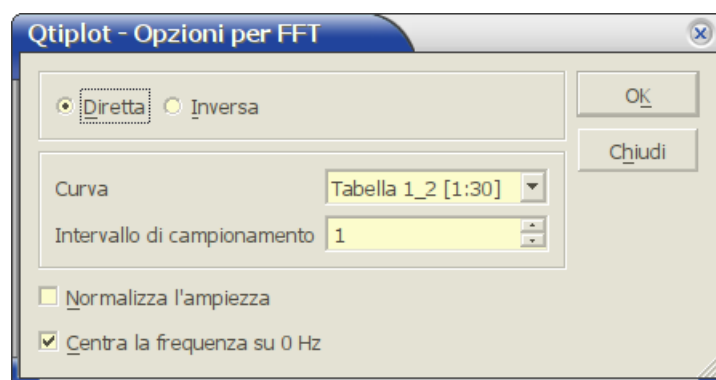 Qtiplot - Opzioni per FFT
Diretta Inversa
OK
Chiudi
Curva Tabella 1_2 [1:30]
Intervallo di campionamento 1
Normalizza l'ampiezza
Centra la frequenza su 0 Hz